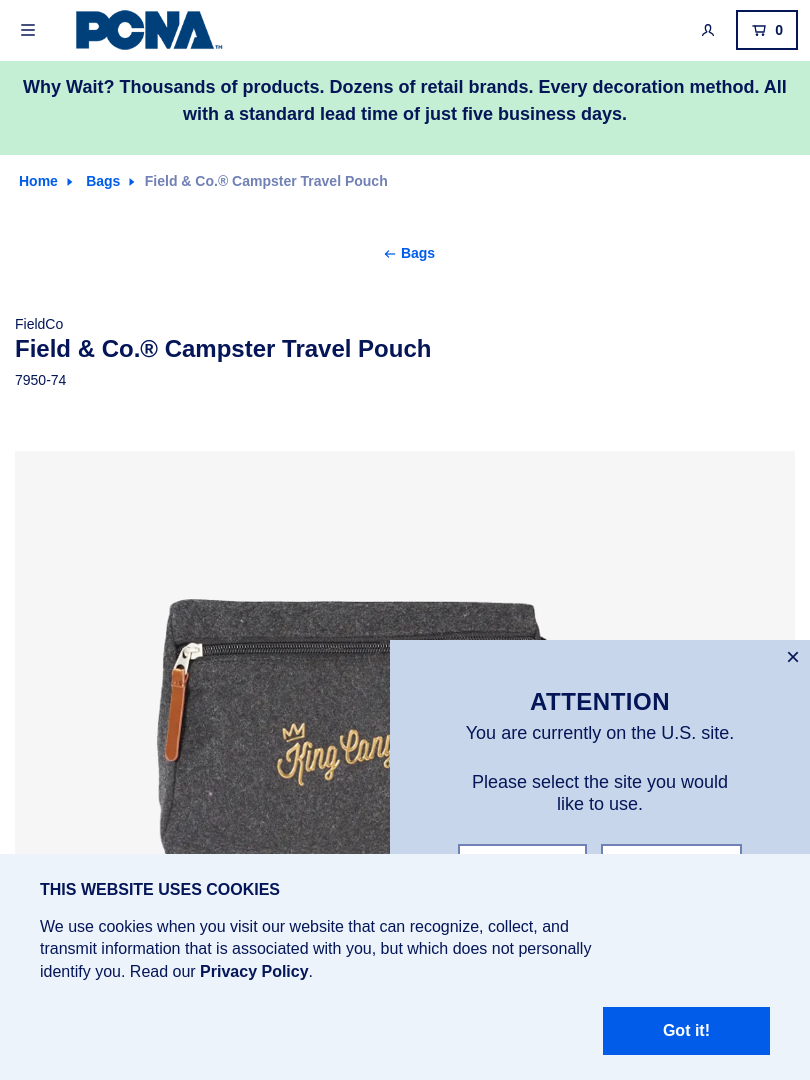 PCNA™
0
Why Wait? Thousands of products. Dozens of retail brands. Every decoration method. All
with a standard lead time of just five business days.
Home Bags Field & Co.® Campster Travel Pouch
Bags
FieldCo
Field & Co.® Campster Travel Pouch
7950-74
King
ATTENTION
You are currently on the U.S. site.
Please select the site you would
like to use.
THIS WEBSITE USES COOKIES
We use cookies when you visit our website that can recognize, collect, and
transmit information that is associated with you, but which does not personally
identify you. Read our Privacy Policy.
Got it!